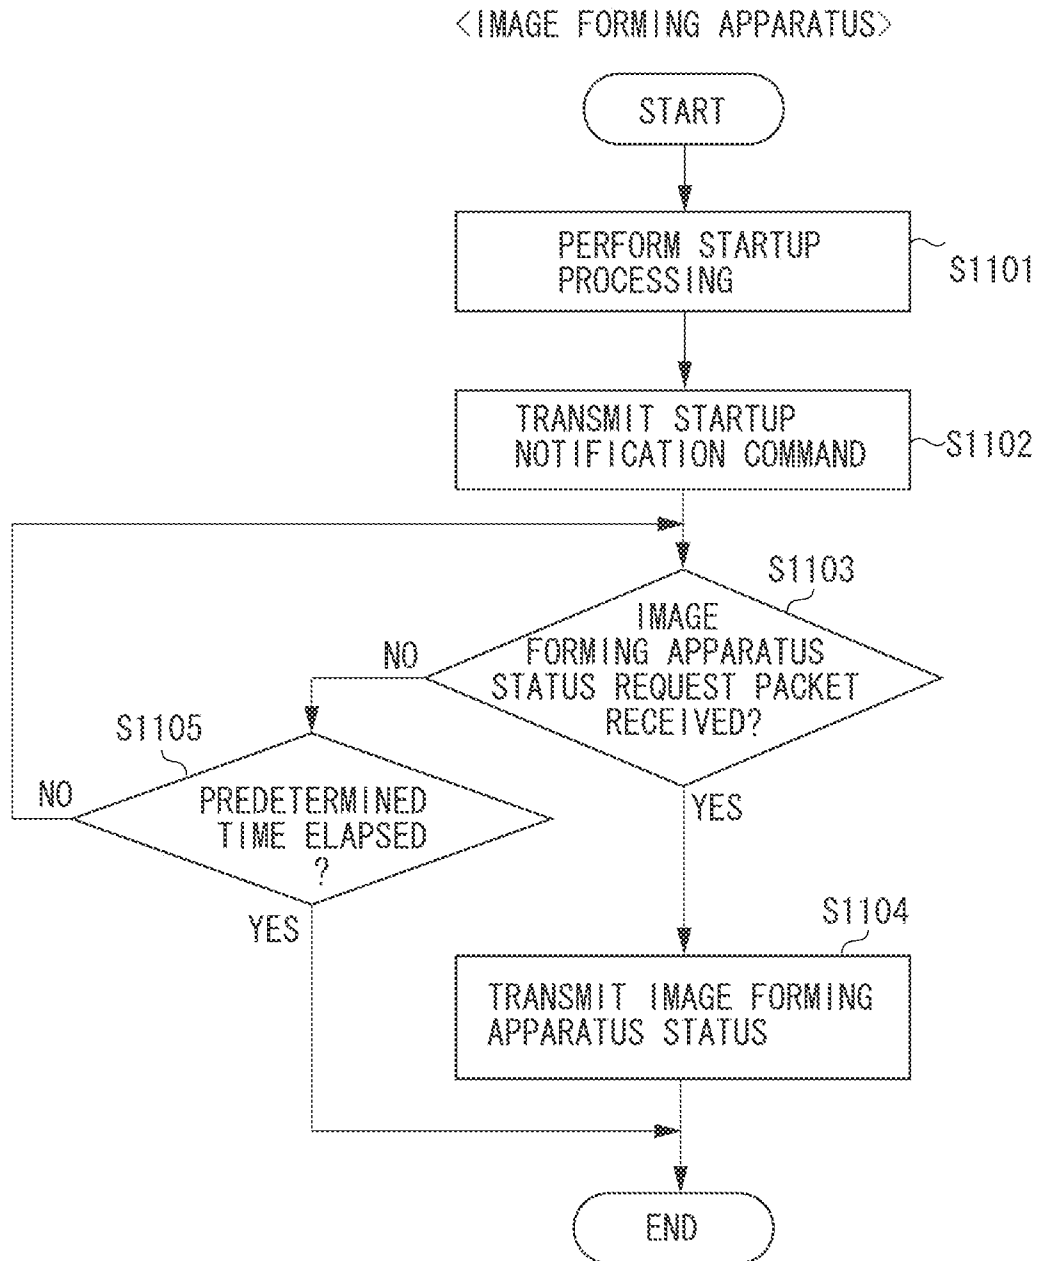 <IMAGE FORMING APPARATUS>
START
PERFORM STARTUP
PROCESSING
S1101
TRANSMIT STARTUP
NOTIFICATION COMMAND
S1102
S1103
IMAGE
FORMING APPARATUS
STATUS REQUEST PACKET
RECEIVED?
NO
YES
S1105
PREDETERMINED
TIME ELAPSED
?
NO
YES
S1104
TRANSMIT IMAGE FORMING
APPARATUS STATUS
END